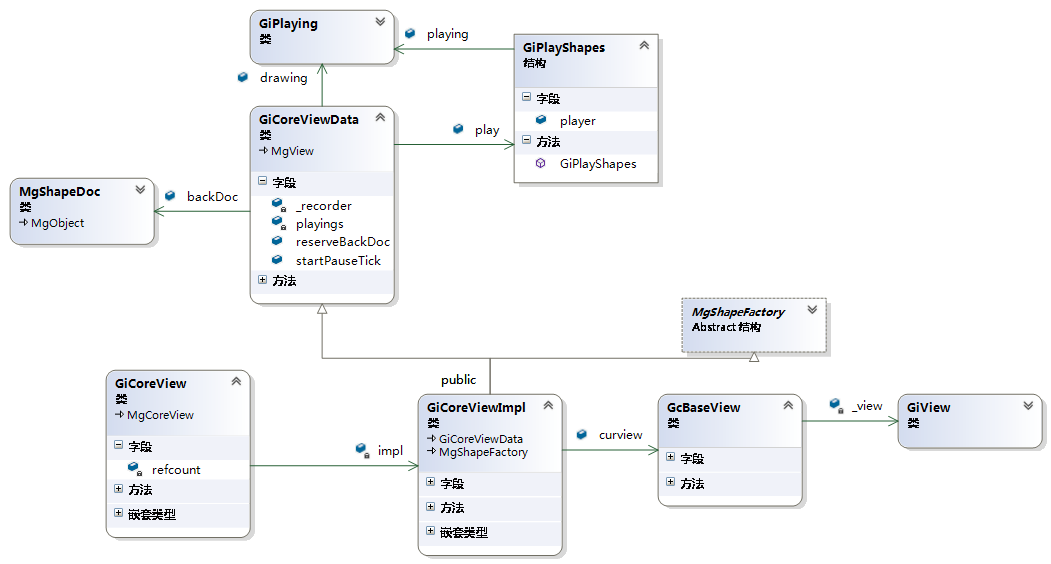 GiPlaying
类
playing
drawing
GiPlayShapes
结构
字段
player
方法
GiPlayShapes
GiCoreViewData
类
MgView
字段
_recorder
playings
reserveBackDoc
startPauseTick
方法
play
MgShapeDoc
类
MgObject
backDoc
MgShapeFactory
Abstract 结构
public
GiCoreView
类
MgCoreView
字段
refcount
方法
嵌套类型
impl
GiCoreViewImpl
类
GiCoreViewData
MgShapeFactory
字段
方法
嵌套类型
curview
GcBaseView
类
字段
方法
_view
GiView
类